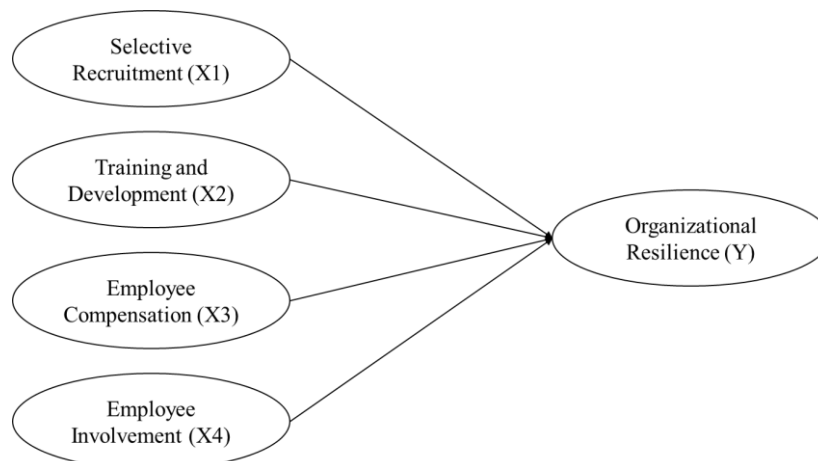 Selective
Recruitment (X1)
Training and
Development (X2)
Employee
Compensation (X3)
Employee
Involvement (X4)
Organizational
Resilience (Y)